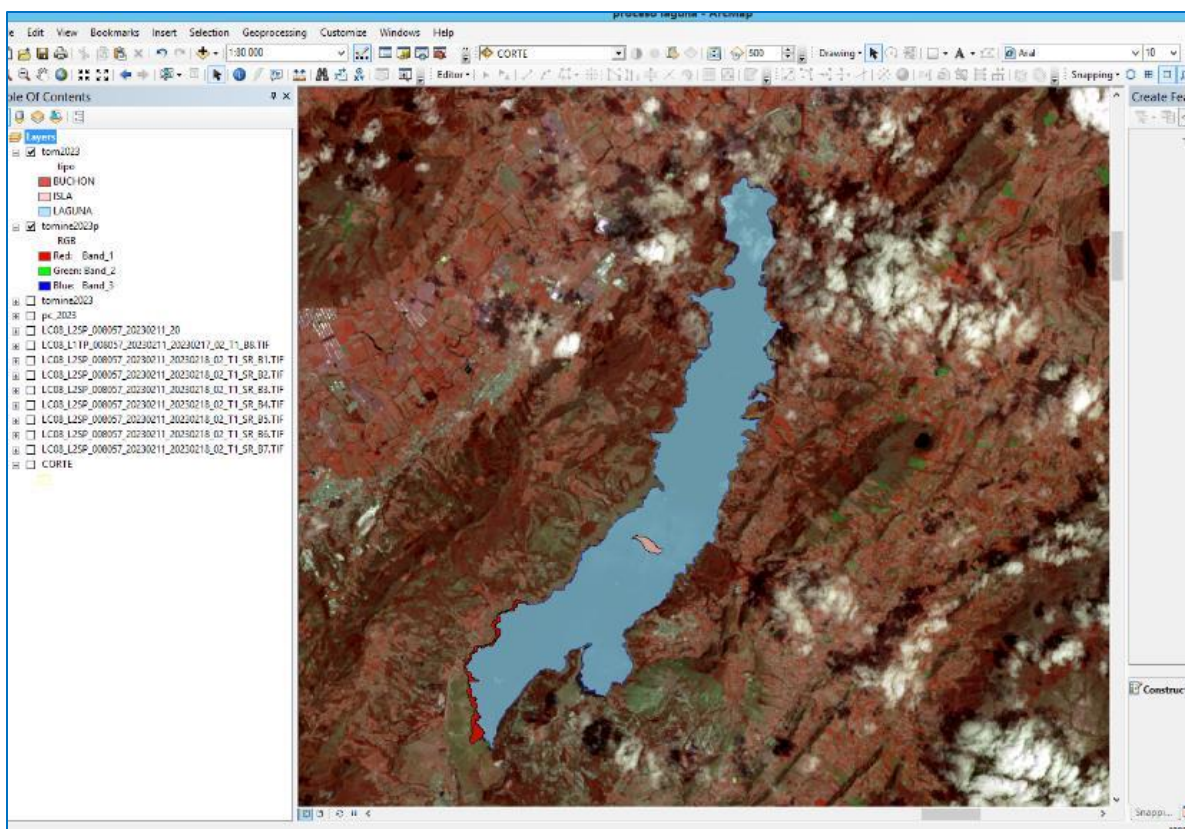 proceso laguna - ArcMap
Edit View Bookmarks Insert Selection Geoprocessing Customize Windows Help
1:80 000 CORTE 500 Drawing A Arial 10
Editor Snapping
Table Of Contents
Create Fea
Layers
tom2023
tipo
BUCHON
ISLA
LAGUNA
tomine2023p
RGB
Red: Band_1
Green: Band_2
Blue: Band_3
tomine2023
pc_2023
LC08_L2SP_008057_20230211_20
LC08_L1TP_008057_20230211_20230217_02_T1_B8.TIF
LC08_L2SP_008057_20230211_20230218_02_T1_SR_B1.TIF
LC08_L2SP_008057_20230211_20230218_02_T1_SR_B2.TIF
LC08_L2SP_008057_20230211_20230218_02_T1_SR_B3.TIF
LC08_L2SP_008057_20230211_20230218_02_T1_SR_B4.TIF
LC08_L2SP_008057_20230211_20230218_02_T1_SR_B5.TIF
LC08_L2SP_008057_20230211_20230218_02_T1_SR_B6.TIF
LC08_L2SP_008057_20230211_20230218_02_T1_SR_B7.TIF
CORTE
Construct
Snappi...